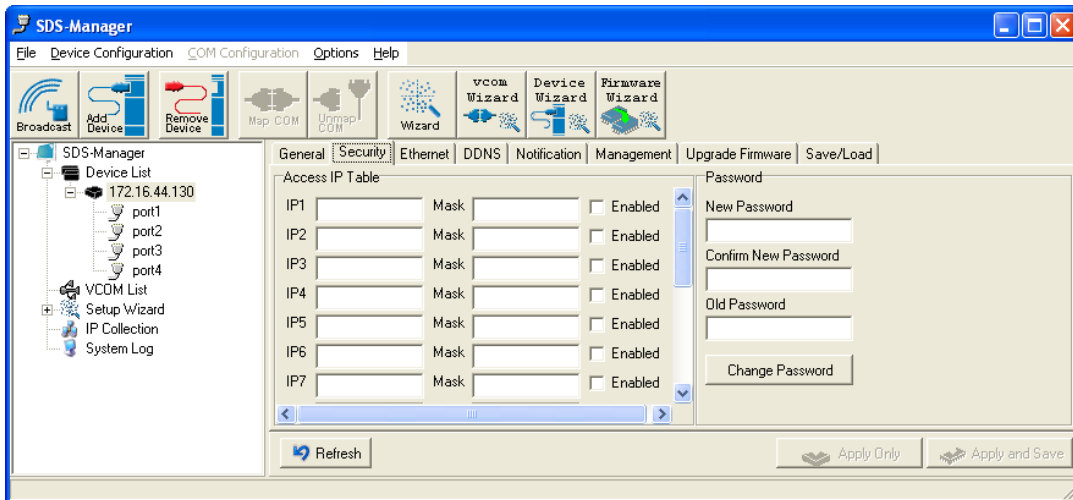 SDS-Manager
File Device Configuration COM Configuration Options Help
Broadcast Add Device Remove Device Map COM Unmap COM Wizard vcom Wizard Device Wizard Firmware Wizard
SDS-Manager
Device List
172.16.44.130
port1
port2
port3
port4
VCOM List
Setup Wizard
IP Collection
System Log
General Security Ethernet DDNS Notification Management Upgrade Firmware Save/Load
Access IP Table
IP1 Mask Enabled
IP2 Mask Enabled
IP3 Mask Enabled
IP4 Mask Enabled
IP5 Mask Enabled
IP6 Mask Enabled
IP7 Mask Enabled
Password
New Password
Confirm New Password
Old Password
Change Password
Refresh Apply Only Apply and Save